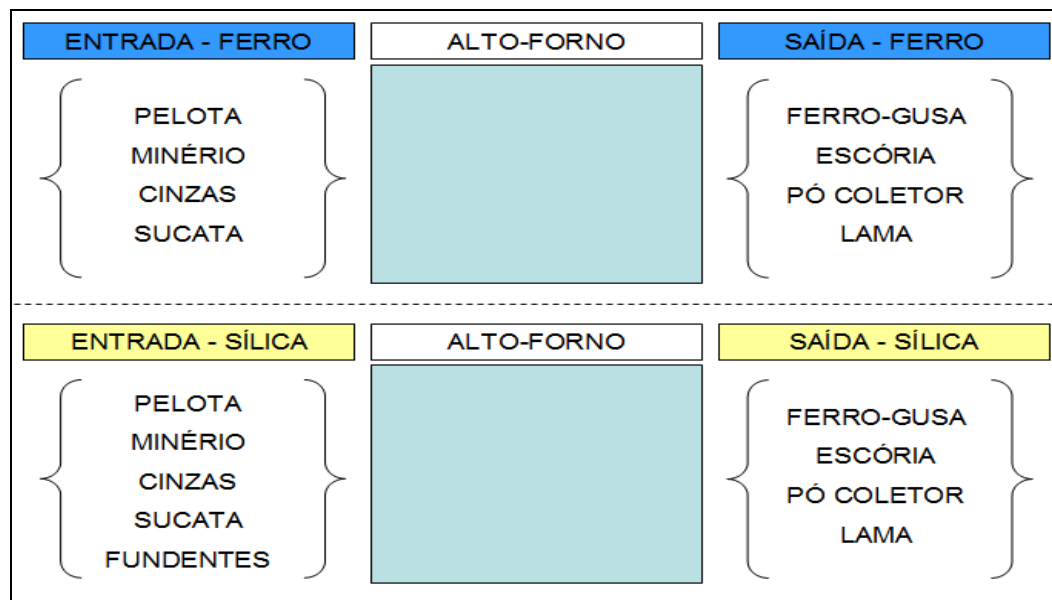 ENTRADA - FERRO
ALTO-FORNO
SAÍDA - FERRO
PELOTA
MINÉRIO
CINZAS
SUCATA
FERRO-GUSA
ESCÓRIA
PÓ COLETOR
LAMA
ENTRADA - SÍLICA
ALTO-FORNO
SAÍDA - SÍLICA
PELOTA
MINÉRIO
CINZAS
SUCATA
FUNDENTES
FERRO-GUSA
ESCÓRIA
PÓ COLETOR
LAMA